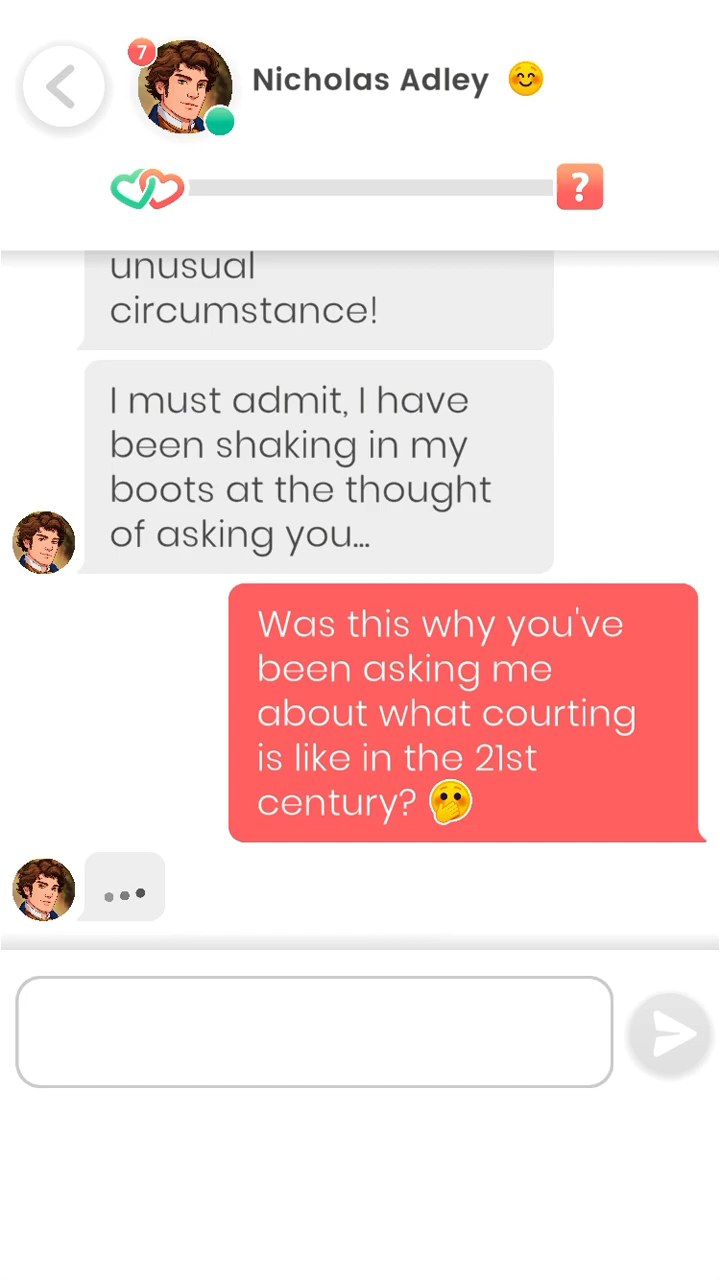 7
Nicholas Adley 😊
?
unusual
circumstance!
I must admit, I have
been shaking in my
boots at the thought
of asking you...
Was this why you've
been asking me
about what courting
is like in the 21st
century? 🤭
...